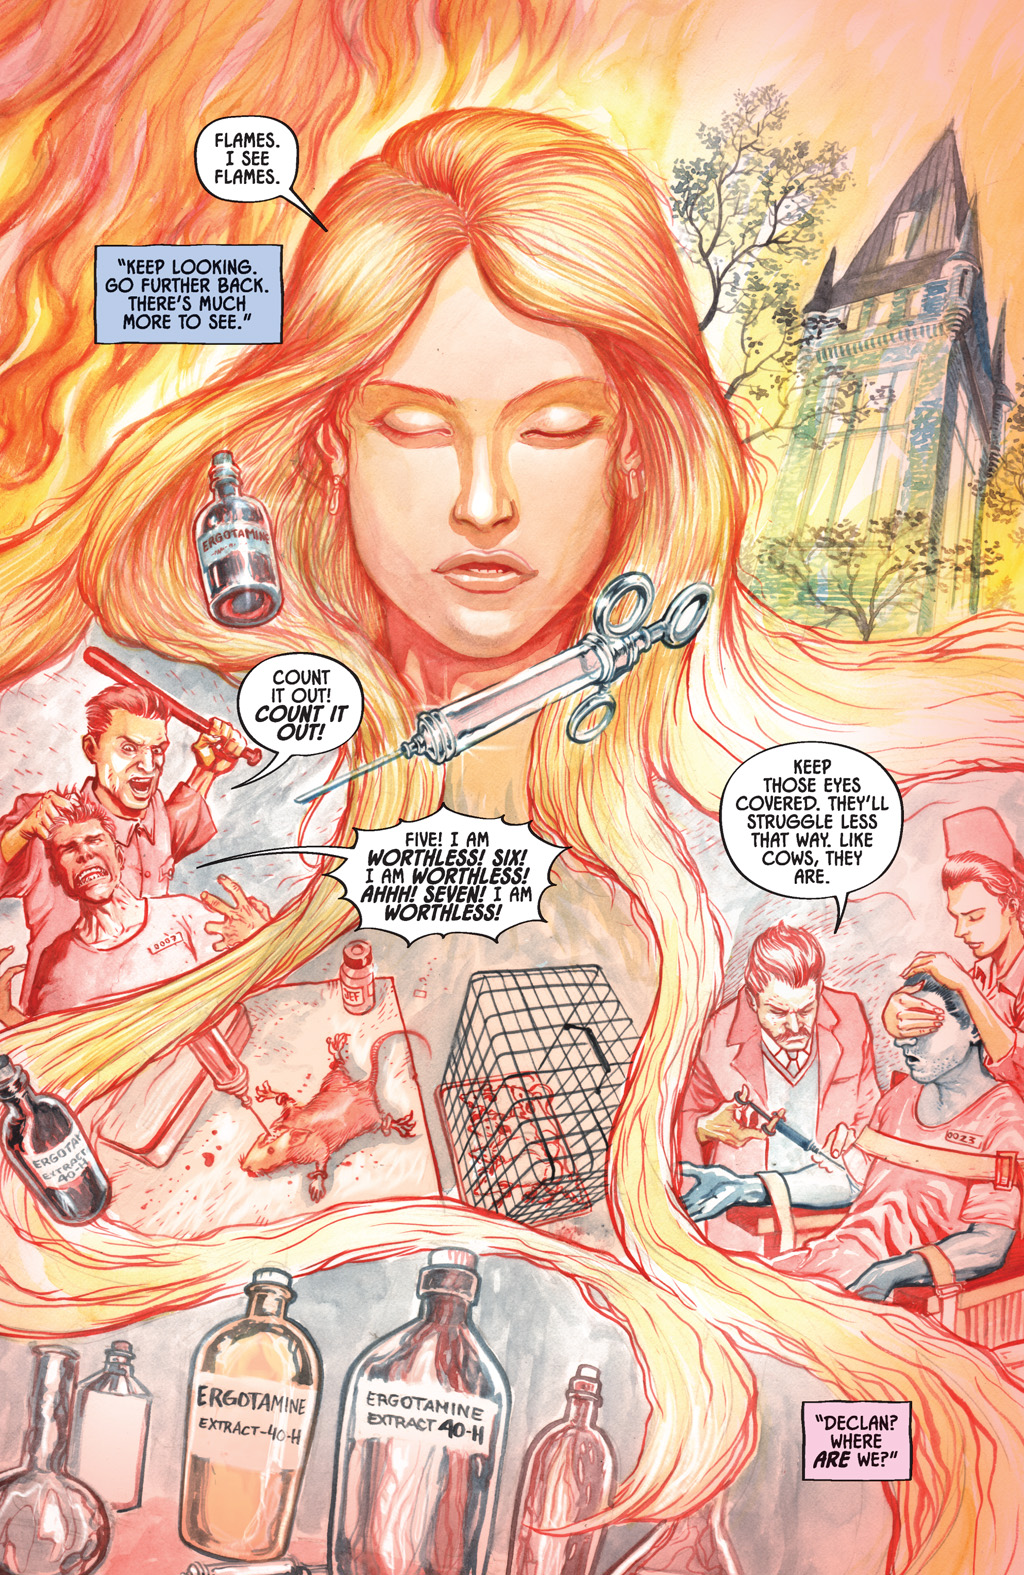 FLAMES.
I SEE
FLAMES.
"KEEP LOOKING.
GO FURTHER BACK.
THERE'S MUCH
MORE TO SEE."
ERGOTAMINE
COUNT
IT OUT!
COUNT IT
OUT!
FIVE! I AM
WORTHLESS! SIX!
I AM WORTHLESS!
AHHH! SEVEN! I AM
WORTHLESS!
KEEP
THOSE EYES
COVERED. THEY'LL
STRUGGLE LESS
THAT WAY. LIKE
COWS, THEY
ARE.
0007
JEF
0023
ERGOTA
EXTRACT
40-H
ERGOTAMINE
EXTRACT-40-H
ERGOTAMINE
EXTRACT 40-H
"DECLAN?
WHERE
ARE WE?"